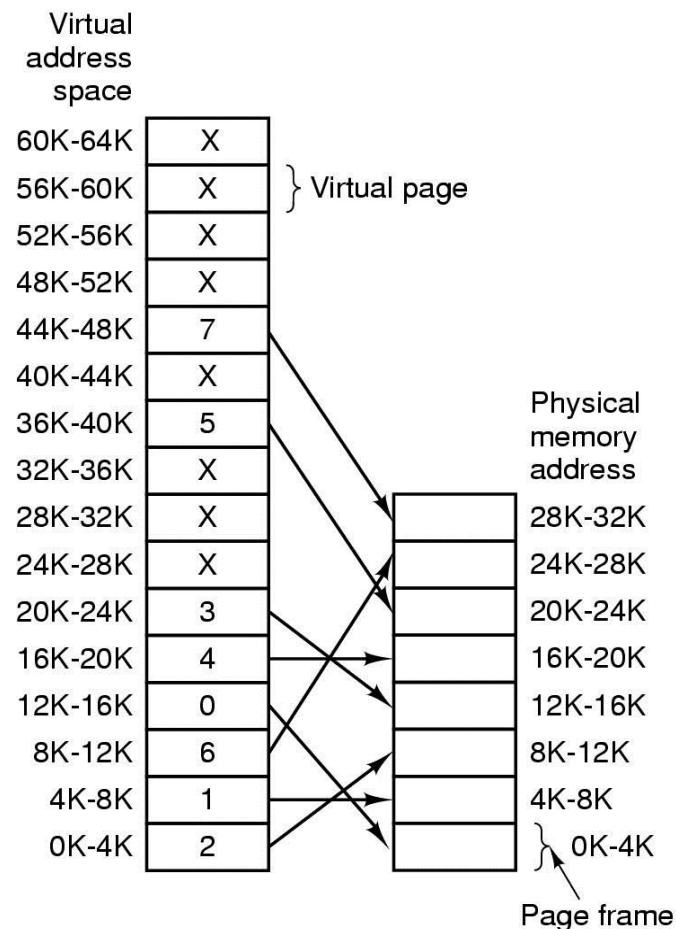 Virtual
address
space
60K-64K X
56K-60K X Virtual page
52K-56K X
48K-52K X
44K-48K 7
40K-44K X
36K-40K 5
32K-36K X
28K-32K X
24K-28K X
20K-24K 3
16K-20K 4
12K-16K 0
8K-12K 6
4K-8K 1
0K-4K 2
Physical
memory
address
28K-32K
24K-28K
20K-24K
16K-20K
12K-16K
8K-12K
4K-8K
0K-4K
Page frame